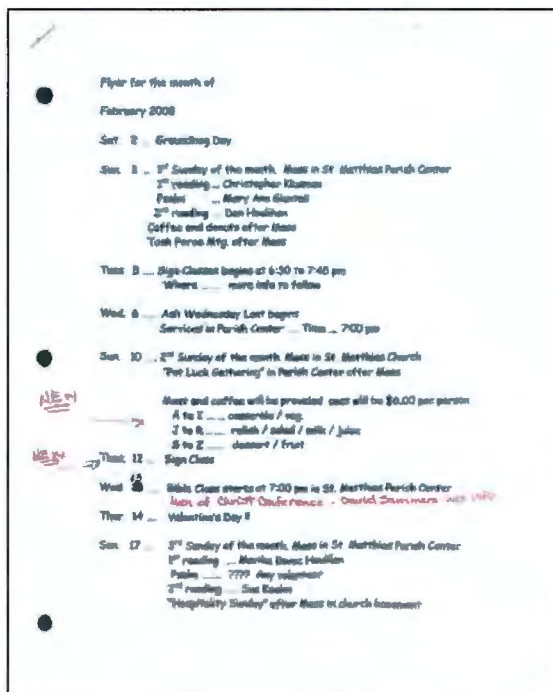 Flyer for the month of
February 2008
Sat 2 Groundhog Day
Sun 3 1st Sunday of the month. Mass in St. Matthias Parish Center
1st reading Christopher
Psalm Mary Ann
2nd reading Dan Houlihan
Coffee and donuts after Mass
Task Force Mtg. after Mass
Tues 5 Sign Classes begins at 6:30 to 7:45 pm
Where more info to follow
Wed 6 Ash Wednesday Lent begins
Services in Parish Center Time 7:00 pm
Sun 10 2nd Sunday of the month. Mass in St. Matthias Church
"Pot Luck Gathering" in Parish Center after Mass
NEW
Meat and coffee will be provided cost will be $6.00 per person
A to I casserole / veg.
J to R relish / salad / milk / juice
S to Z dessert / fruit
NEW Tues 12 Sign Class
13
Wed Bible Class starts at 7:00 pm in St. Matthias Parish Center
Men of Christ Conference - David Sammers INFO
Thur 14 Valentine's Day !!
Sun 17 3rd Sunday of the month. Mass in St. Matthias Parish Center
1st reading Martha Houlihan
Psalm ???? Any volunteer
2nd reading Sue
"Hospitality Sunday" after Mass in church basement